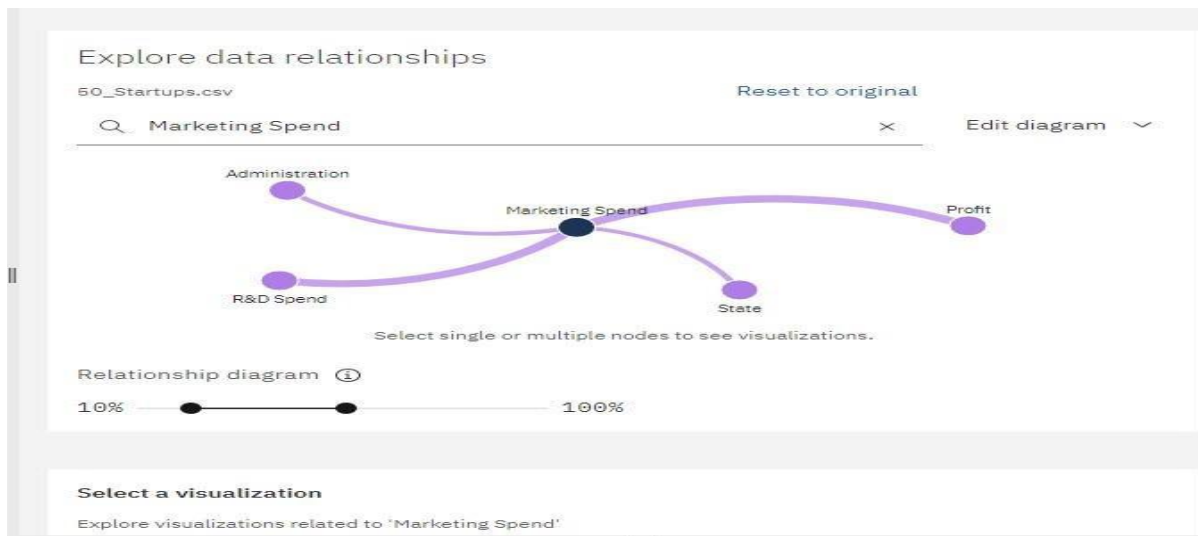 Explore data relationships
50_Startups.csv
Reset to original
Marketing Spend
Edit diagram
Administration
Marketing Spend
Profit
R&D Spend
State
Select single or multiple nodes to see visualizations.
Relationship diagram
10%
100%
Select a visualization
Explore visualizations related to 'Marketing Spend'